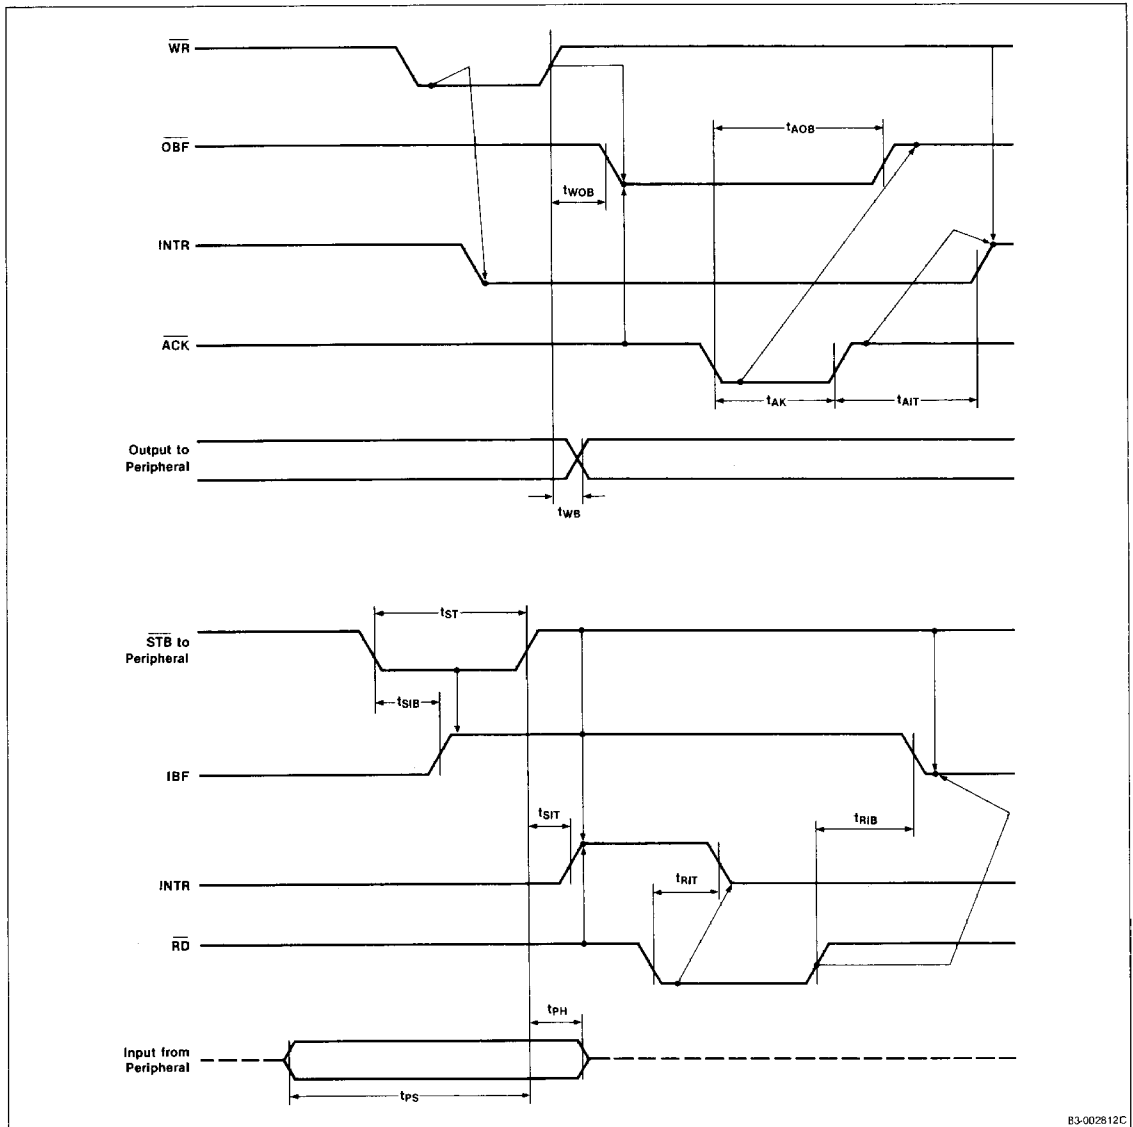 WR
tAOB
OBF
tWOB
INTR
ACK
tAK
tAIT
Output to
Peripheral
tWB
tST
STB to
Peripheral
tSIB
IBF
tSIT
tRIB
INTR
tRIT
RD
tPH
Input from
Peripheral
tPS
83-002812C